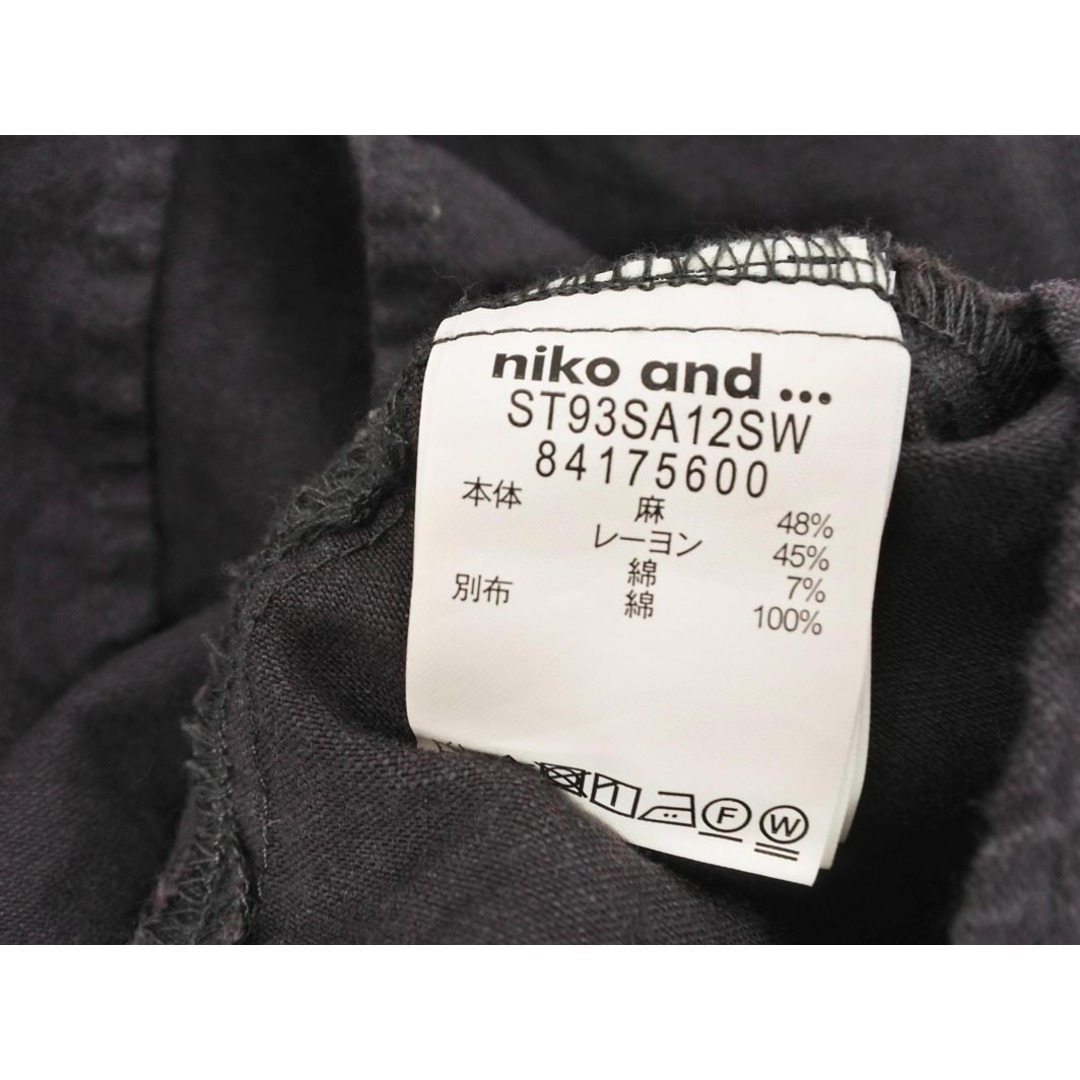 niko and ...
ST93SA12SW
84175600
本体 麻 48%
レーヨン 45%
綿 7%
別布 綿 100%
F W